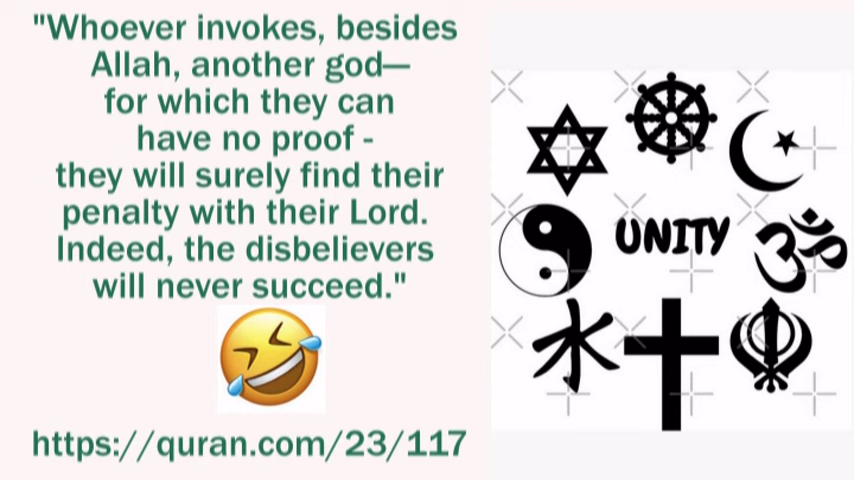 "Whoever invokes, besides
Allah, another god—
for which they can
have no proof -
they will surely find their
penalty with their Lord.
Indeed, the disbelievers
will never succeed."
https://quran.com/23/117
UNITY
ॐ
水